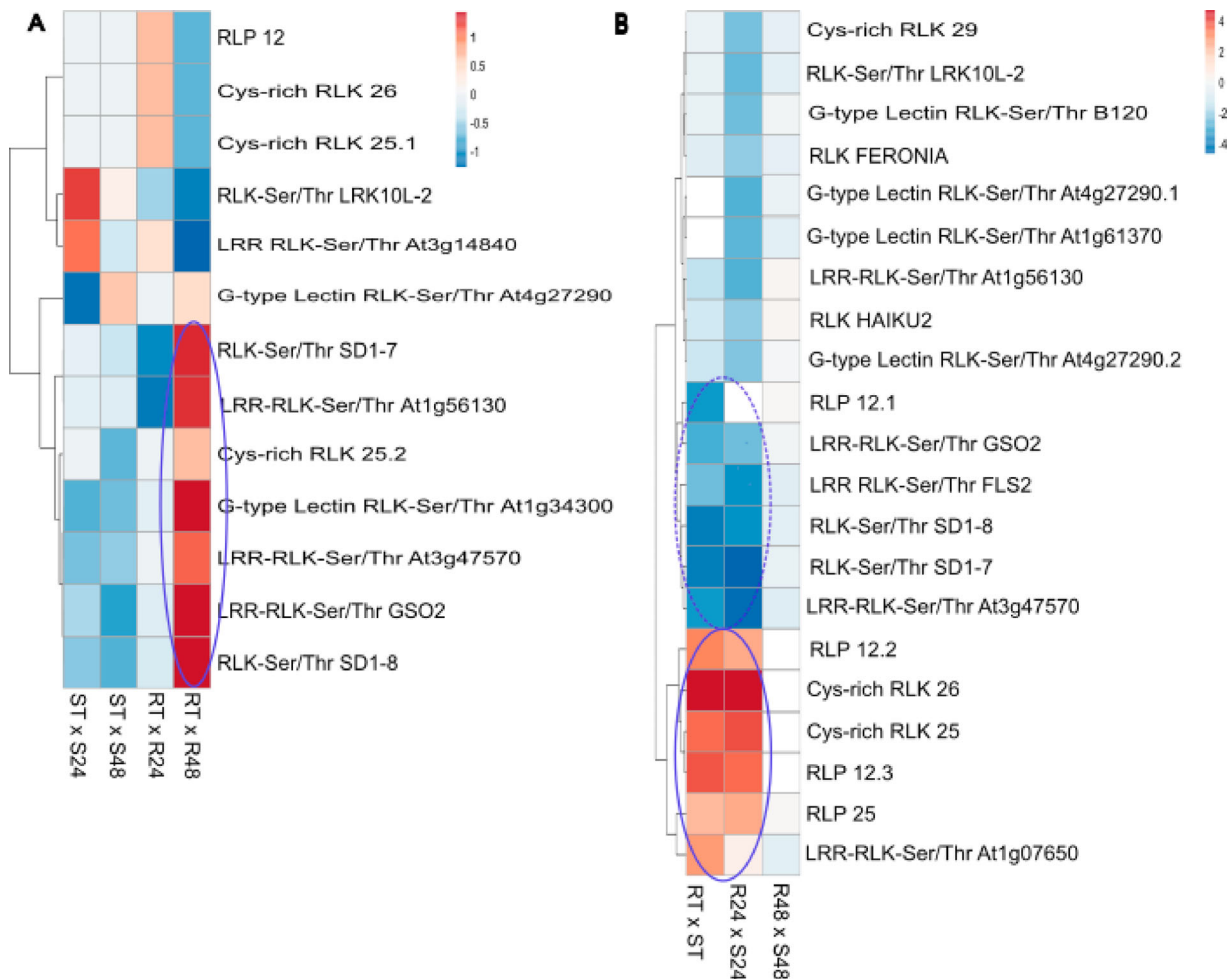 A
RLP 12
Cys-rich RLK 26
Cys-rich RLK 25.1
RLK-Ser/Thr LRK10L-2
LRR RLK-Ser/Thr At3g14840
G-type Lectin RLK-Ser/Thr At4g27290
RLK-Ser/Thr SD1-7
LRR-RLK-Ser/Thr At1g56130
Cys-rich RLK 25.2
G-type Lectin RLK-Ser/Thr At1g34300
LRR-RLK-Ser/Thr At3g47570
LRR-RLK-Ser/Thr GSO2
RLK-Ser/Thr SD1-8
1
0.5
0
-0.5
-1
ST x S24
ST x S48
RT x R24
RT x R48
B
Cys-rich RLK 29
RLK-Ser/Thr LRK10L-2
G-type Lectin RLK-Ser/Thr B120
RLK FERONIA
G-type Lectin RLK-Ser/Thr At4g27290.1
G-type Lectin RLK-Ser/Thr At1g61370
LRR-RLK-Ser/Thr At1g56130
RLK HAIKU2
G-type Lectin RLK-Ser/Thr At4g27290.2
RLP 12.1
LRR-RLK-Ser/Thr GSO2
LRR RLK-Ser/Thr FLS2
RLK-Ser/Thr SD1-8
RLK-Ser/Thr SD1-7
LRR-RLK-Ser/Thr At3g47570
RLP 12.2
Cys-rich RLK 26
Cys-rich RLK 25
RLP 12.3
RLP 25
LRR-RLK-Ser/Thr At1g07650
4
2
0
-2
-4
RT x ST
R24 x S24
R48 x S48